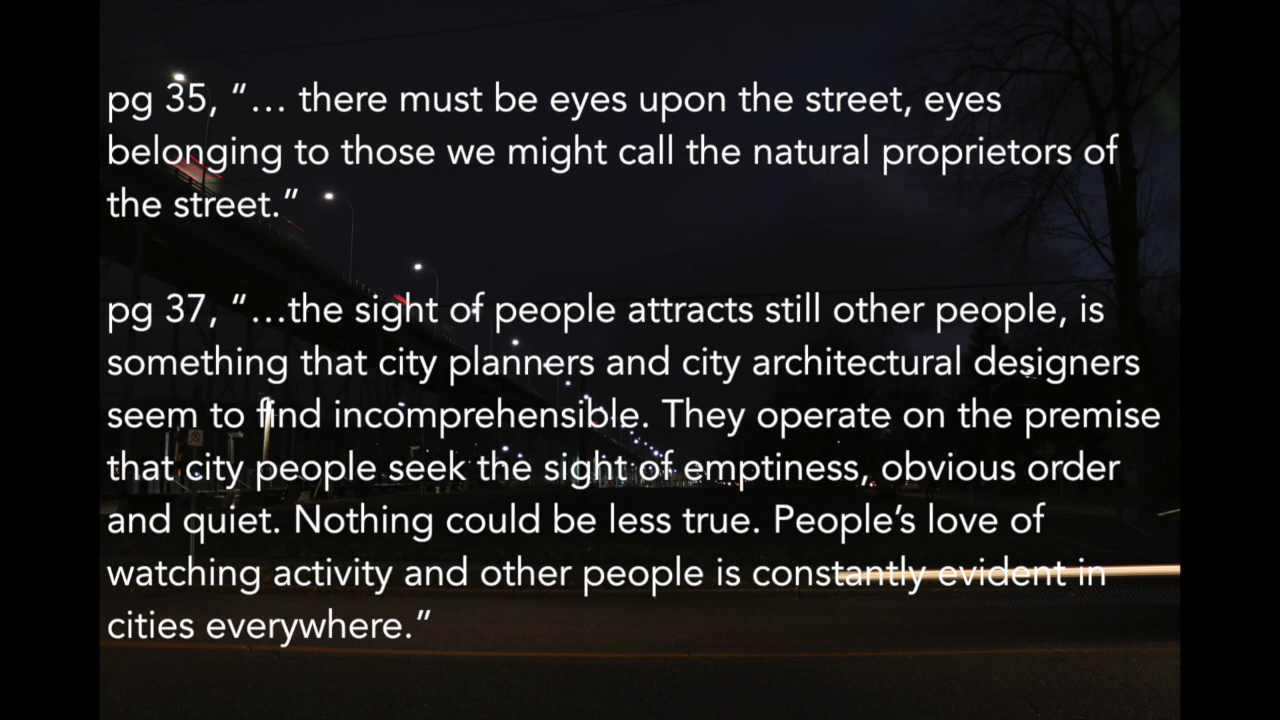 pg 35, “… there must be eyes upon the street, eyes
belonging to those we might call the natural proprietors of
the street.”
pg 37, “…the sight of people attracts still other people, is
something that city planners and city architectural designers
seem to find incomprehensible. They operate on the premise
that city people seek the sight of emptiness, obvious order
and quiet. Nothing could be less true. People’s love of
watching activity and other people is constantly evident in
cities everywhere.”